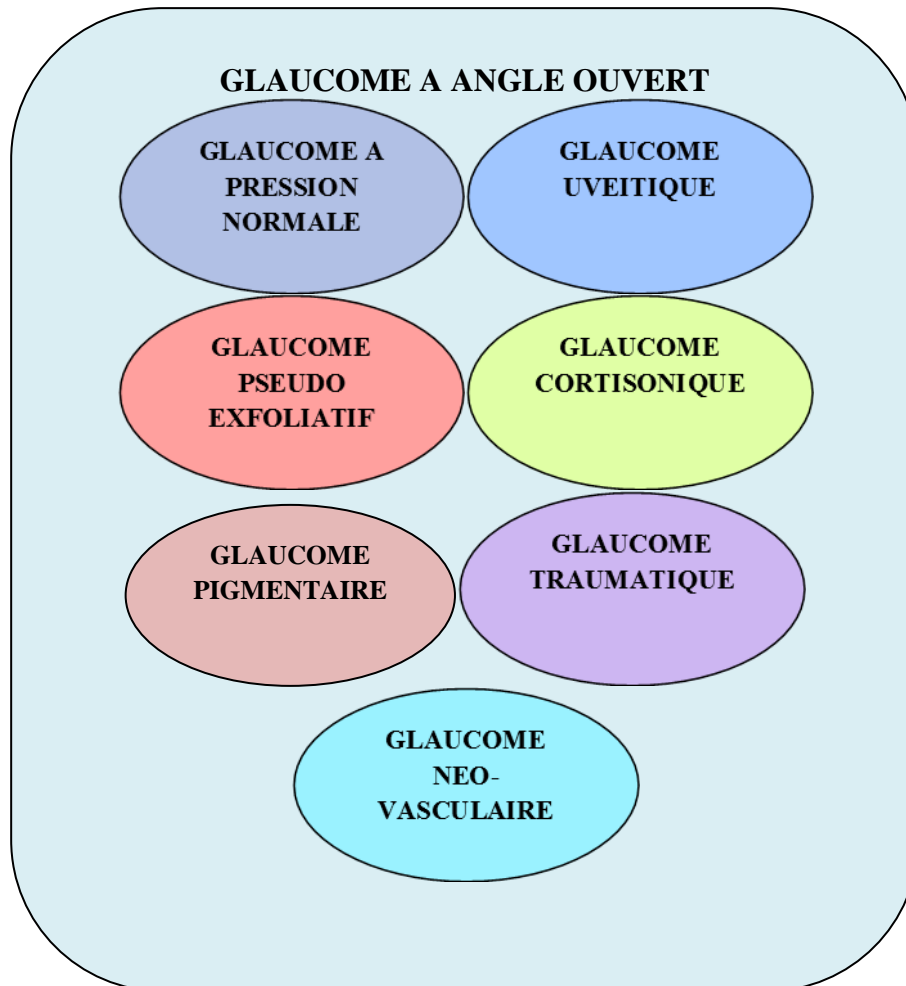 GLAUCOME A ANGLE OUVERT
GLAUCOME A
PRESSION
NORMALE
GLAUCOME
UVEITIQUE
GLAUCOME
PSEUDO
EXFOLIATIF
GLAUCOME
CORTISONIQUE
GLAUCOME
PIGMENTAIRE
GLAUCOME
TRAUMATIQUE
GLAUCOME
NEO-
VASCULAIRE